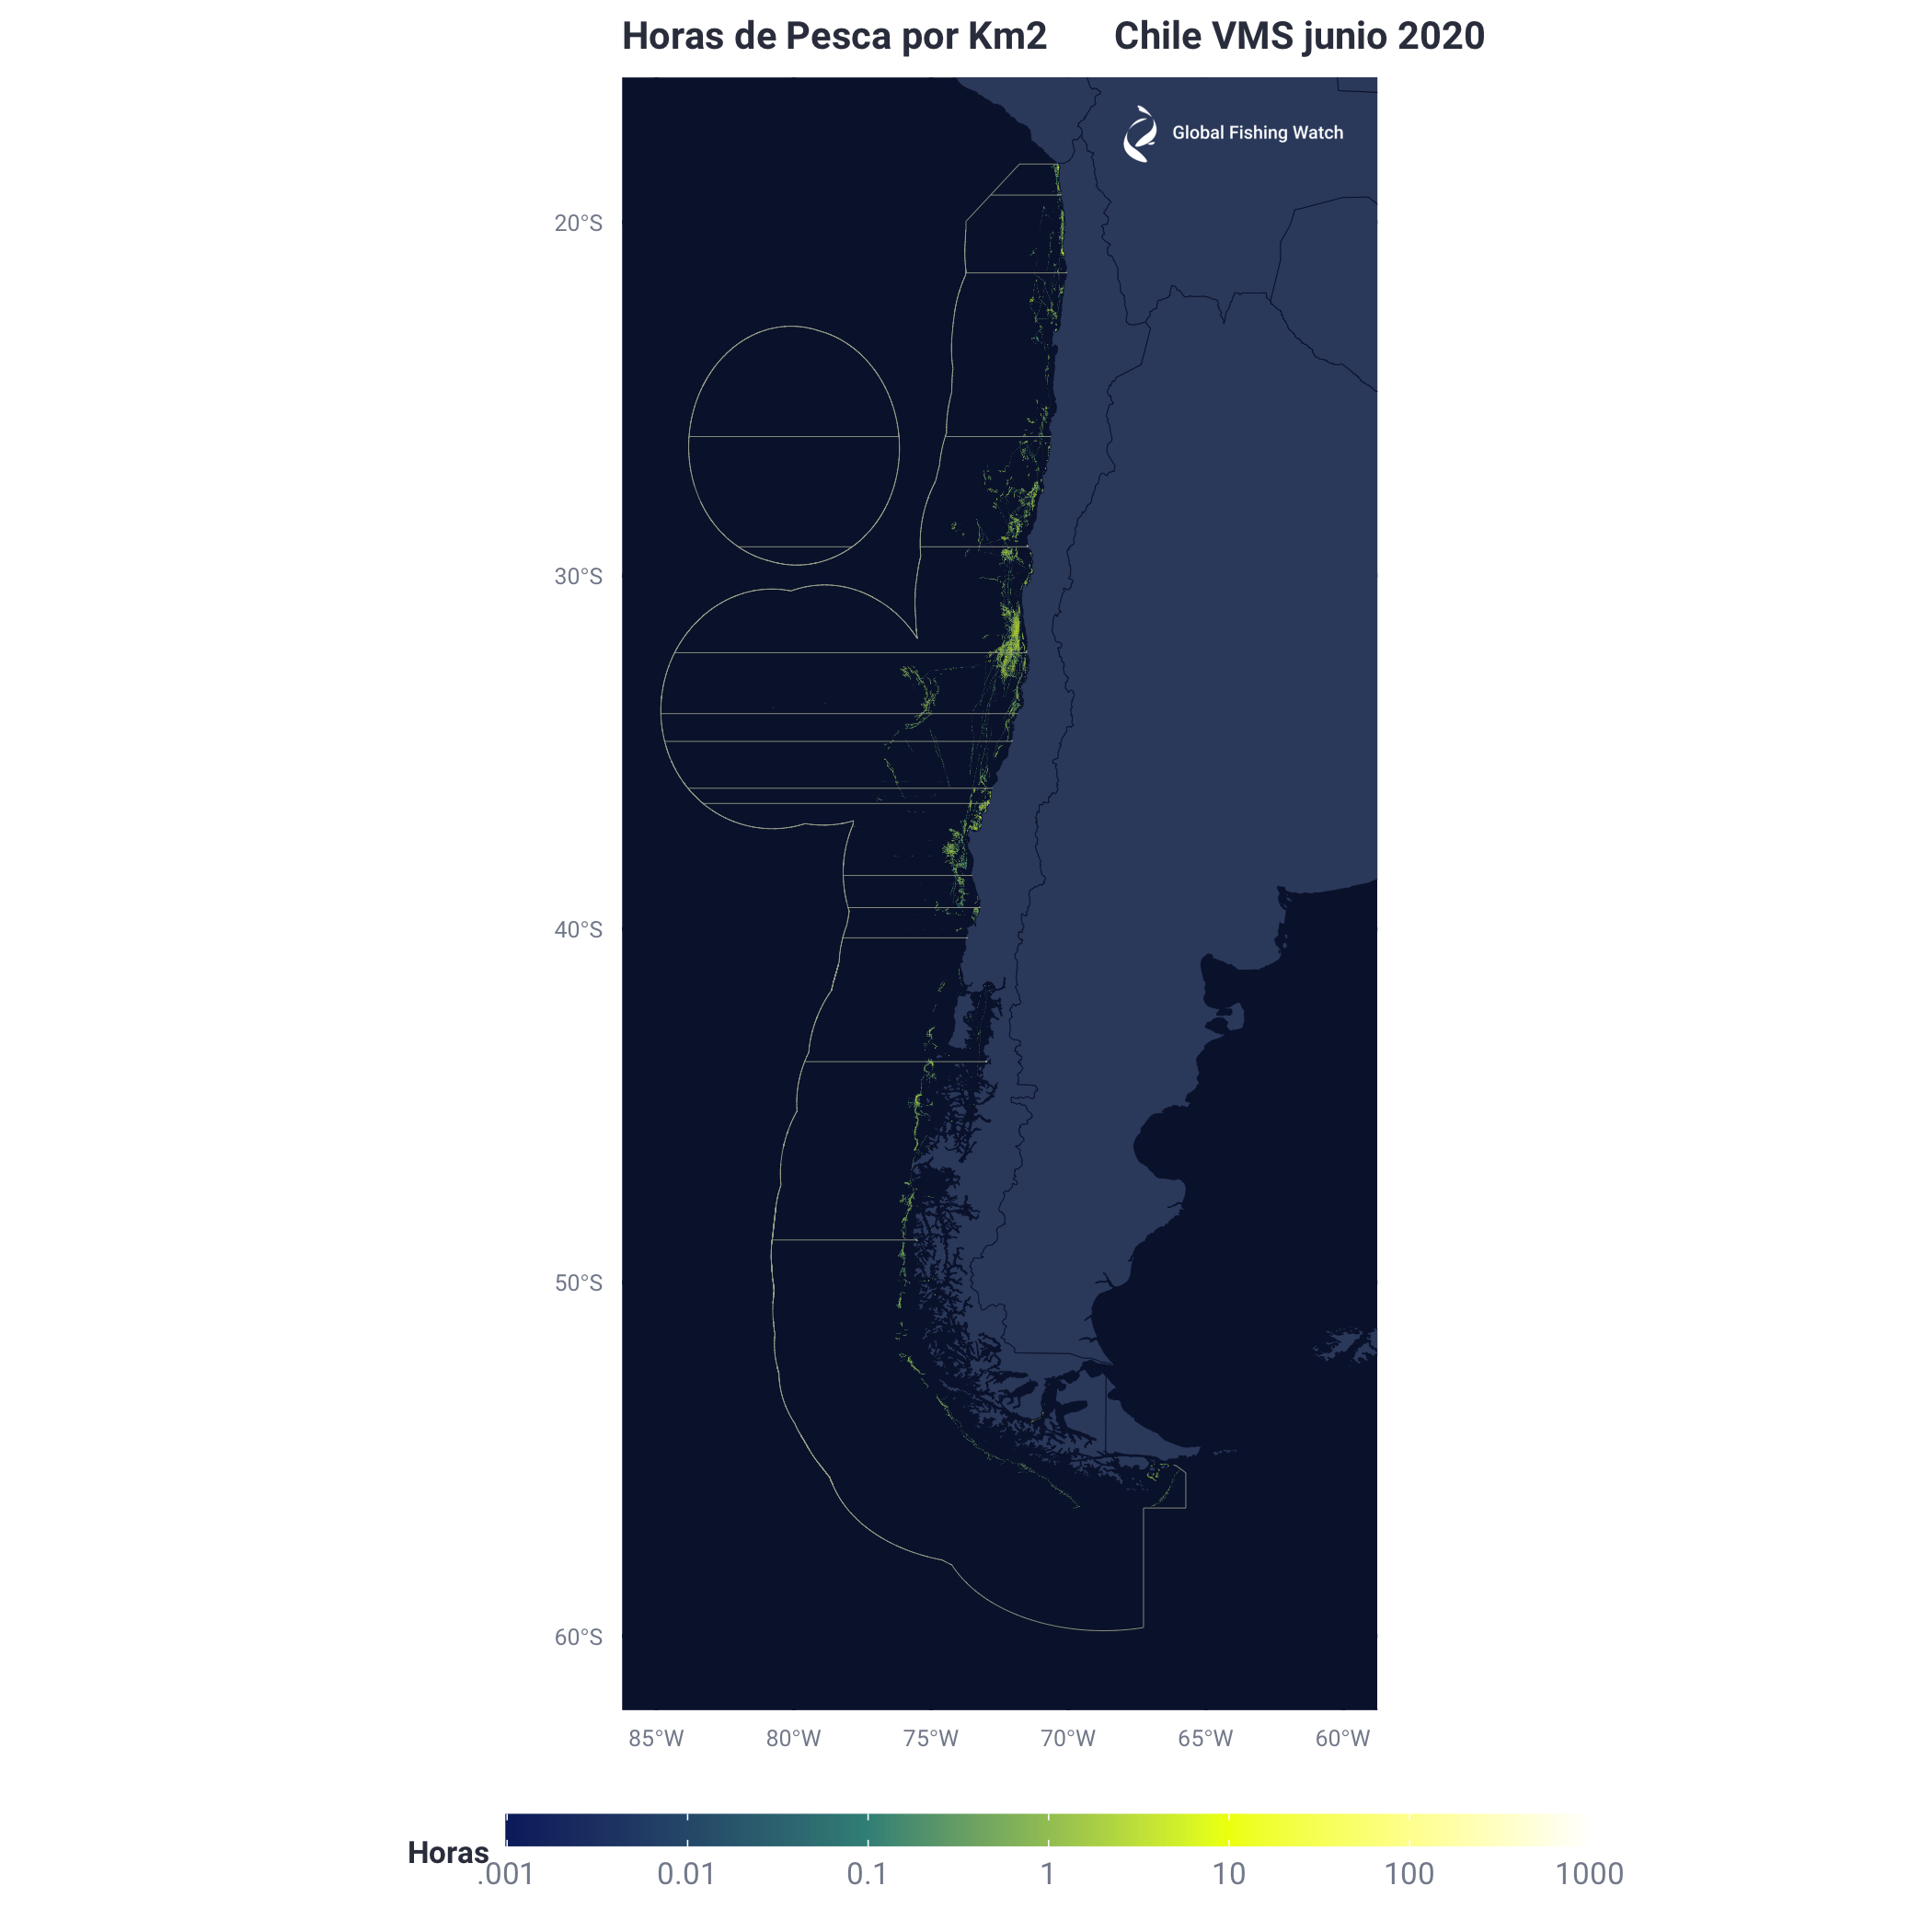 Horas de Pesca por Km2 Chile VMS junio 2020
Global Fishing Watch
20°S
30°S
40°S
50°S
60°S
85°W 80°W 75°W 70°W 65°W 60°W
Horas
.001 0.01 0.1 1 10 100 1000